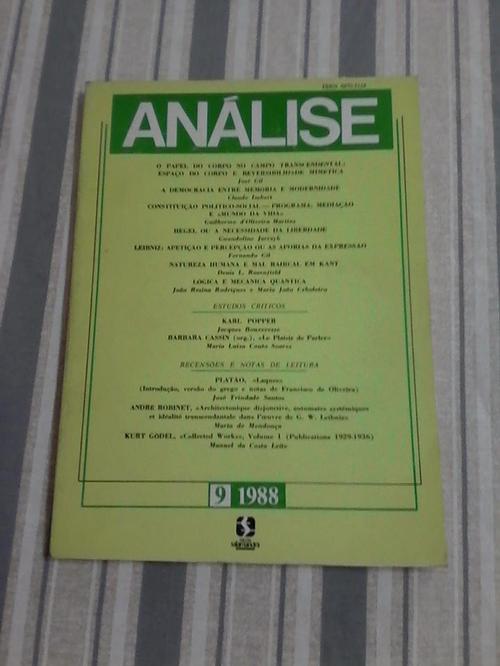 ANÁLISE
O PAPEL DO CORPO NO CAMPO TRANSCENDENTAL:
ESPAÇO DO CORPO E REVERSIBILIDADE MIMÉTICA
José Gil
A DEMOCRACIA ENTRE MEMÓRIA E MODERNIDADE
Claude Imbert
CONSTITUIÇÃO POLÍTICO-SOCIAL — PROGRAMA, MEDIAÇÃO
E «MUNDO DA VIDA»
Guilherme d'Oliveira Martins
HEGEL OU A NECESSIDADE DA LIBERDADE
Gwendoline Jarczyk
LEIBNIZ: APETIÇÃO E PERCEPÇÃO OU AS APORIAS DA EXPRESSÃO
Fernando Gil
NATUREZA HUMANA E MAL RADICAL EM KANT
Denis L. Rosenfield
LÓGICA E MECÂNICA QUÂNTICA
João Resina Rodrigues e Maria João Ceboleiro
ESTUDOS CRÍTICOS
KARL POPPER
Jacques Bouveresse
BARBARA CASSIN (org.), «Le Plaisir de Parler»
Maria Luísa Couto Soares
RECENSÕES E NOTAS DE LEITURA
PLATÃO, «Laques»
(Introdução, versão do grego e notas de Francisco de Oliveira)
José Trindade Santos
ANDRÉ ROBINET, «Architectonique disjonctive, automates systémiques
et idéalité transcendantale dans l'œuvre de G. W. Leibniz»
Marta de Mendonça
KURT GÖDEL, «Collected Works», Volume I (Publications 1929-1936)
Manuel da Costa Leite
9 1988